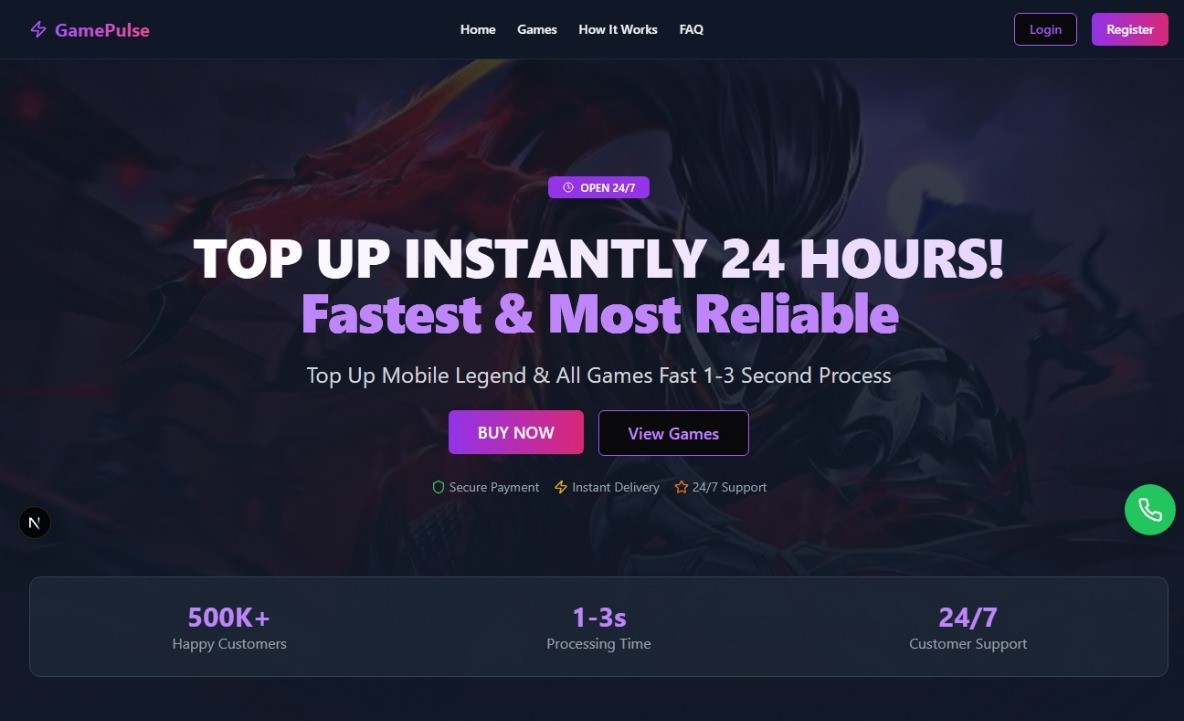 GamePulse
Home Games How It Works FAQ
Login Register
OPEN 24/7
TOP UP INSTANTLY 24 HOURS!
Fastest & Most Reliable
Top Up Mobile Legend & All Games Fast 1-3 Second Process
BUY NOW View Games
Secure Payment Instant Delivery 24/7 Support
N
500K+ 1-3s 24/7
Happy Customers Processing Time Customer Support